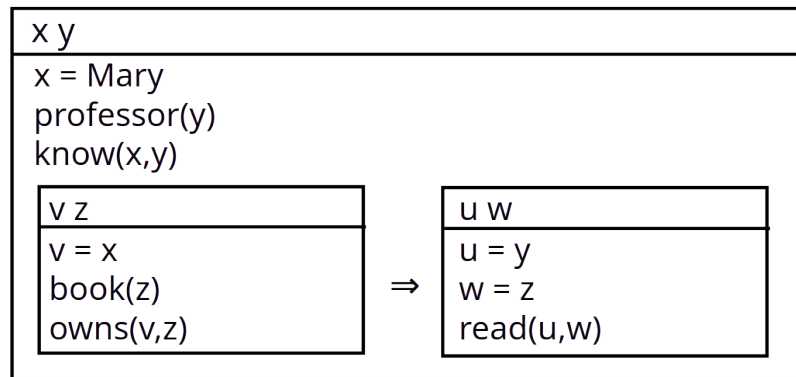 x y
x = Mary
professor(y)
know(x,y)
v z
v = x
book(z)
owns(v,z)
⇒
u w
u = y
w = z
read(u,w)